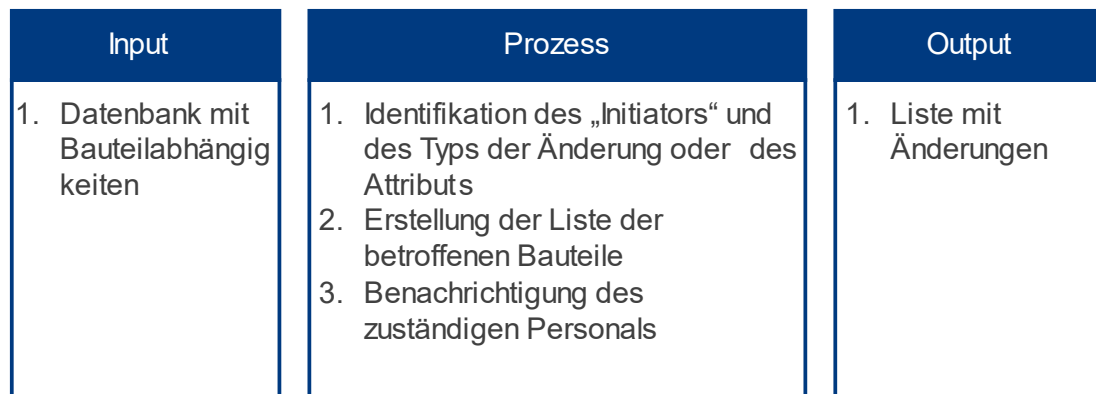 Input
1. Datenbank mit
Bauteilabhängig
keiten
Prozess
1. Identifikation des „Initiators“ und
des Typs der Änderung oder des
Attributs
2. Erstellung der Liste der
betroffenen Bauteile
3. Benachrichtigung des
zuständigen Personals
Output
1. Liste mit
Änderungen